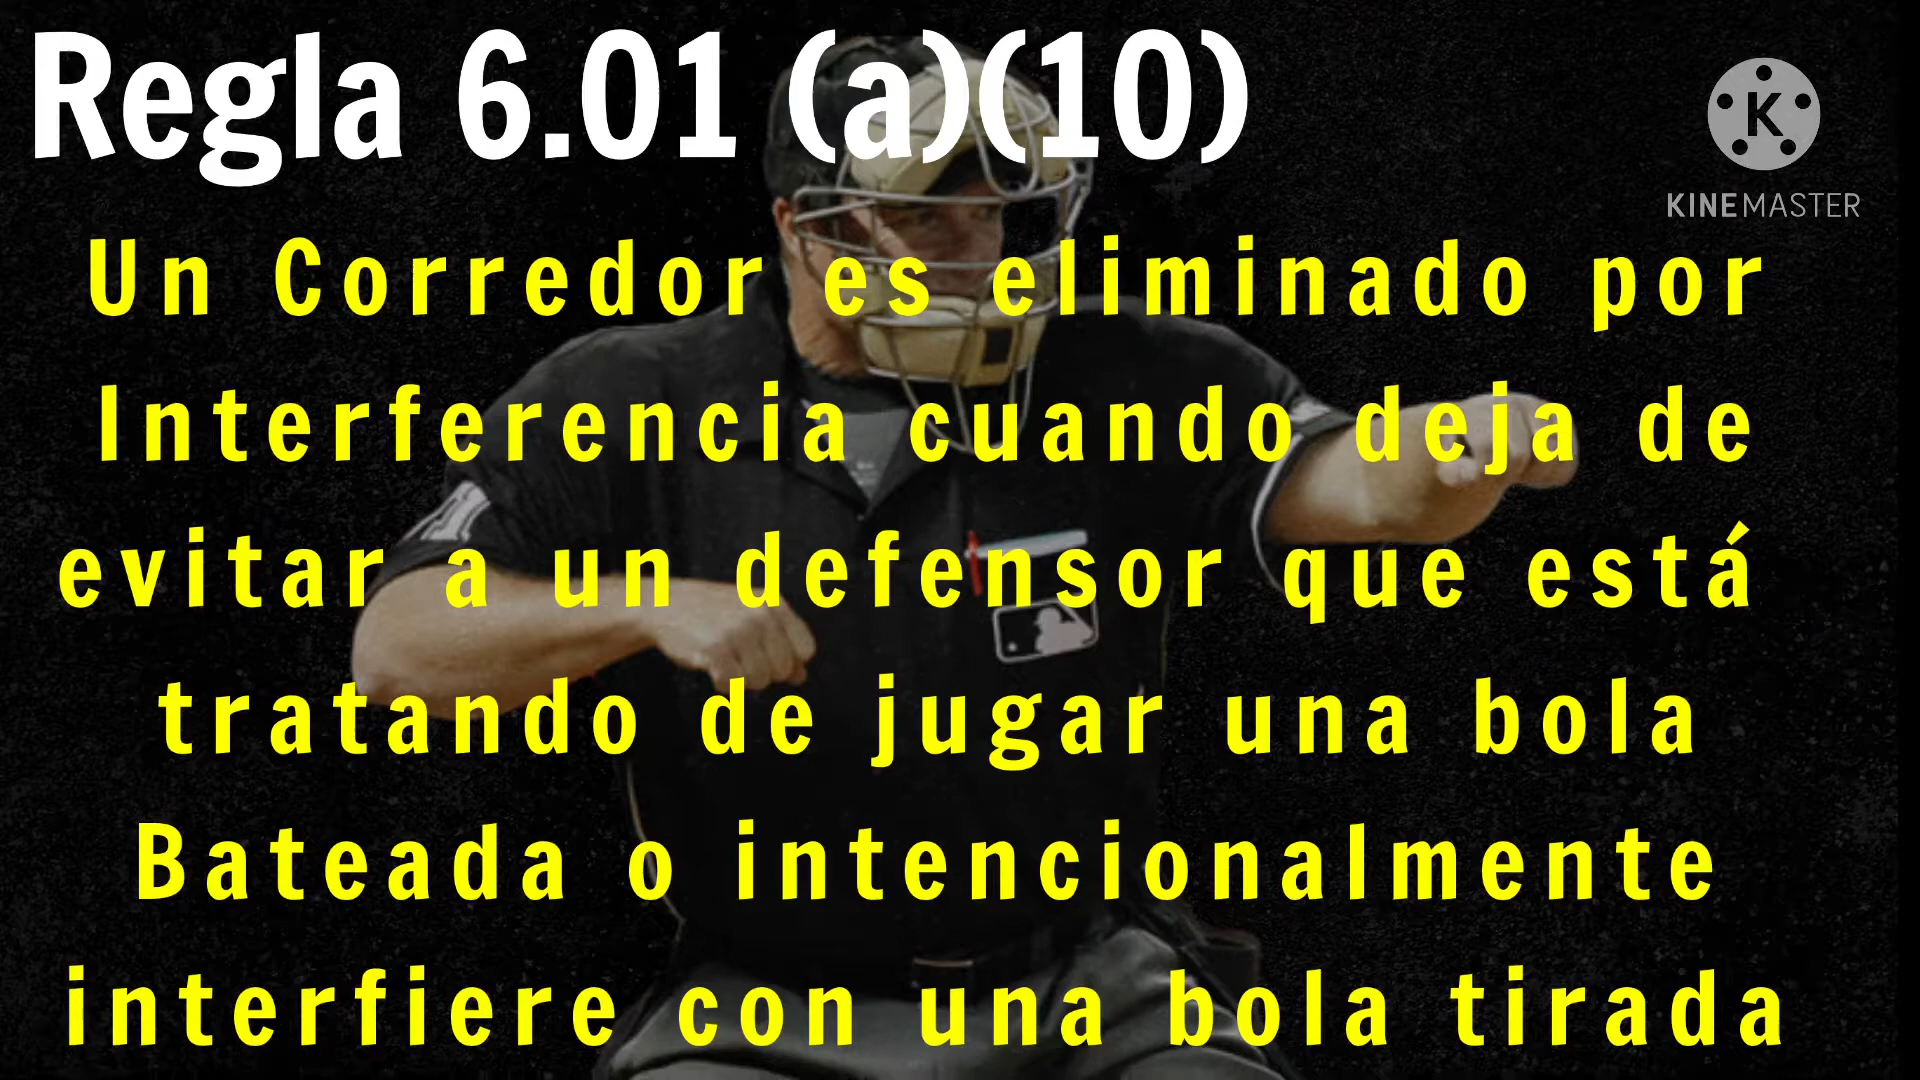 Regla 6.01 (a)(10)
KINEMASTER
Un Corredor es eliminado por
Interferencia cuando deja de
evitar a un defensor que está
tratando de jugar una bola
Bateada o intencionalmente
interfiere con una bola tirada